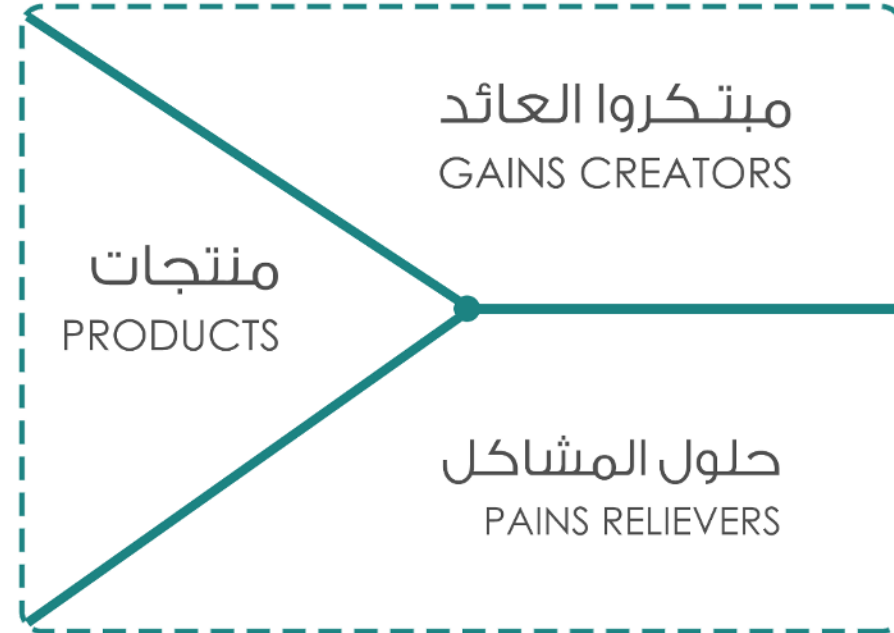 مبتكروا العائد
GAINS CREATORS
منتجات
PRODUCTS
حلول المشاكل
PAINS RELIEVERS